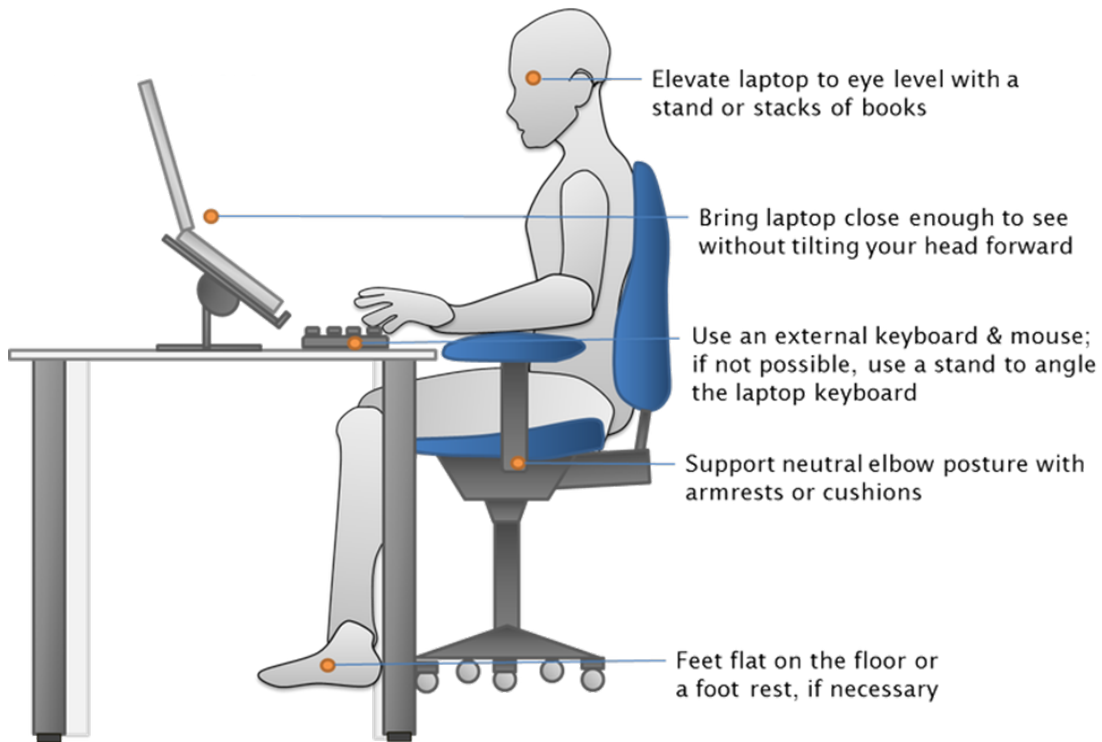 Elevate laptop to eye level with a
stand or stacks of books
Bring laptop close enough to see
without tilting your head forward
Use an external keyboard & mouse;
if not possible, use a stand to angle
the laptop keyboard
Support neutral elbow posture with
armrests or cushions
Feet flat on the floor or
a foot rest, if necessary